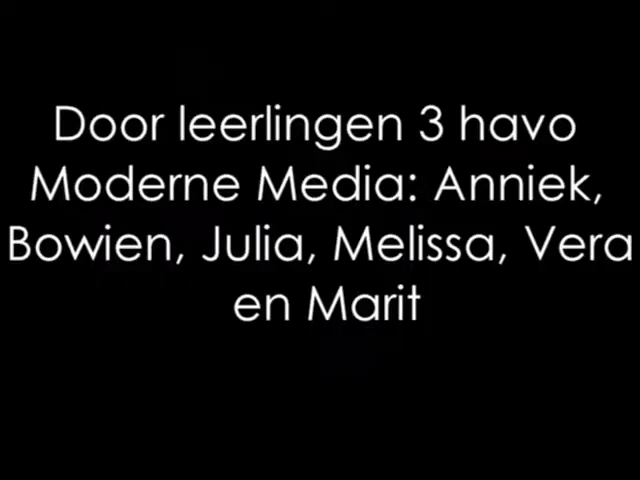 Door leerlingen 3 havo
Moderne Media: Anniek,
Bowien, Julia, Melissa, Vera
en Marit